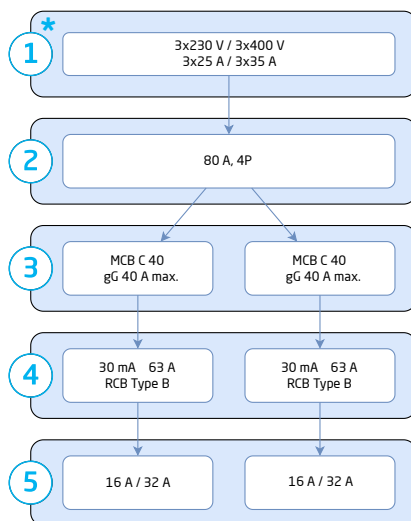 1*
3x230 V / 3x400 V
3x25 A / 3x35 A
2
80 A, 4P
3
MCB C 40
gG 40 A max.
MCB C 40
gG 40 A max.
4
30 mA 63 A
RCB Type B
30 mA 63 A
RCB Type B
5
16 A / 32 A
16 A / 32 A